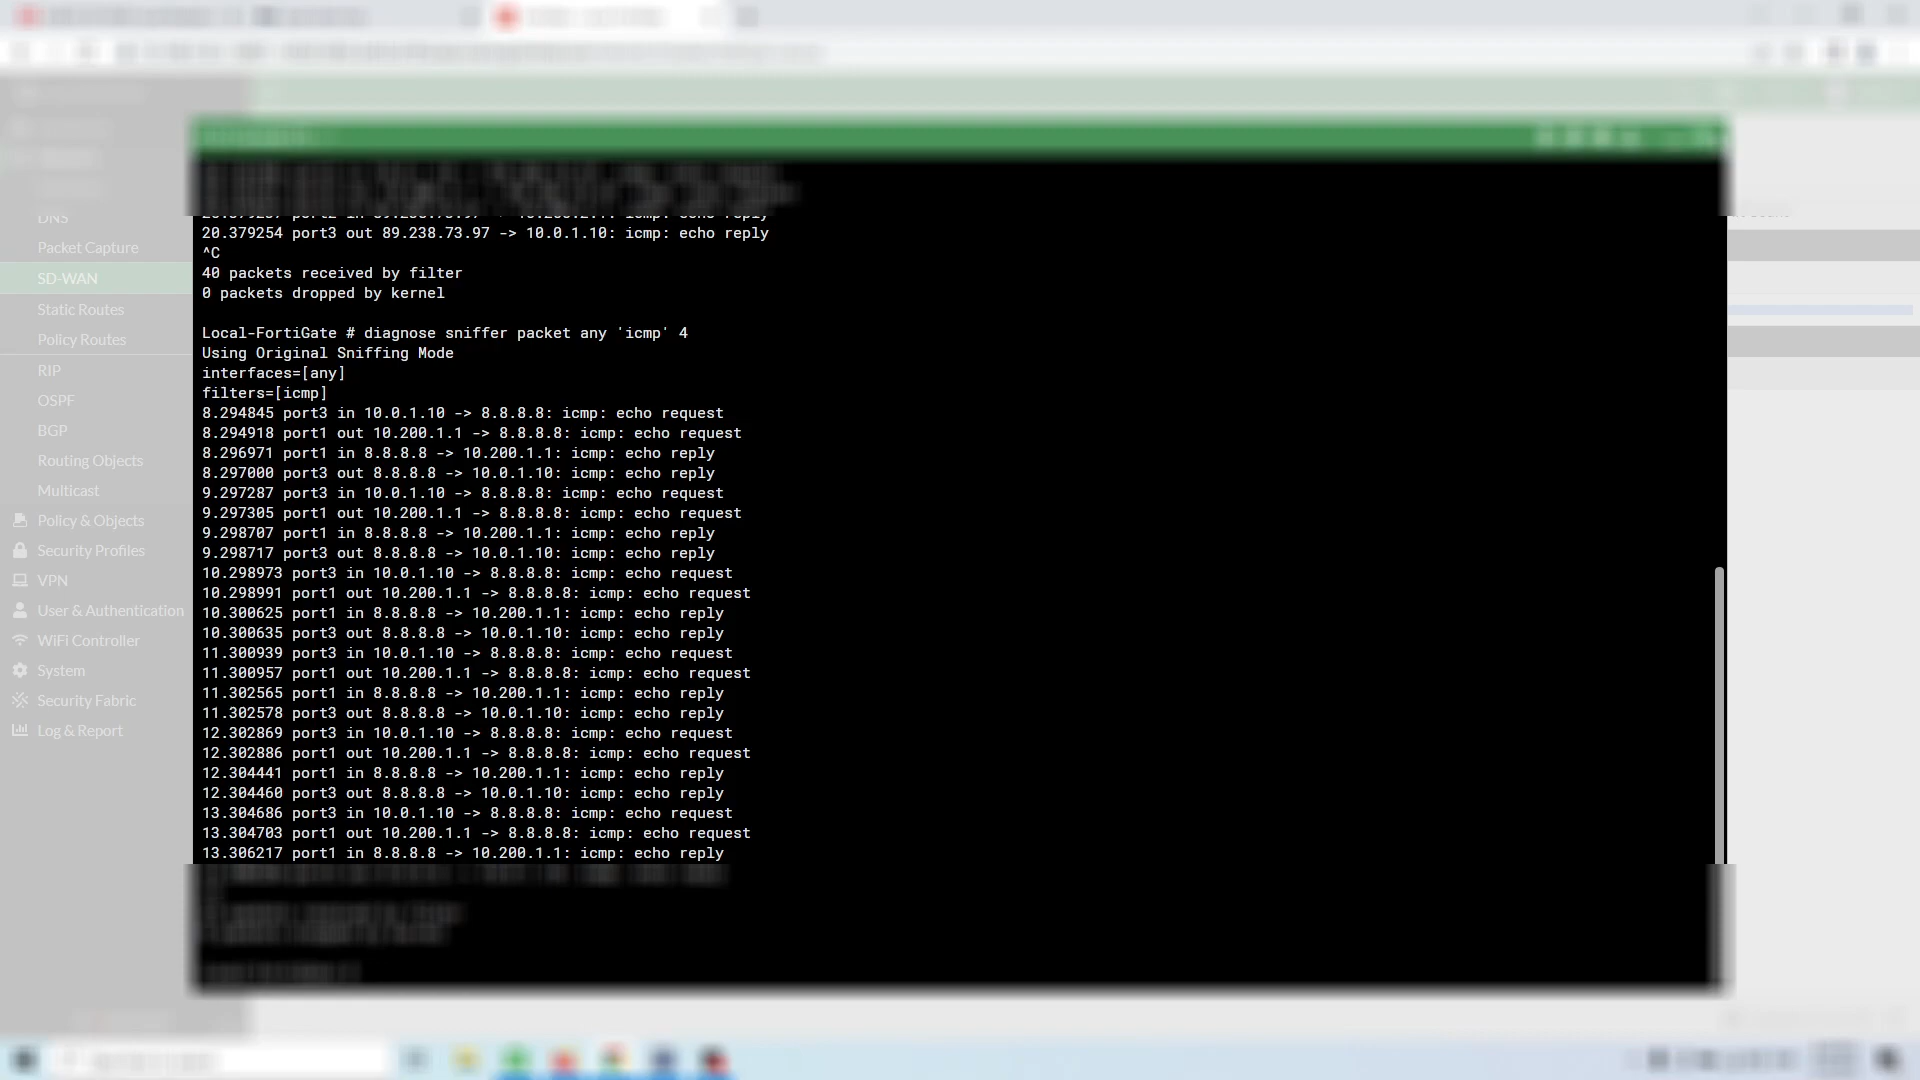 DNS
Packet Capture
SD-WAN
Static Routes
Policy Routes
RIP
OSPF
BGP
Routing Objects
Multicast
Policy & Objects
Security Profiles
VPN
User & Authentication
WiFi Controller
System
Security Fabric
Log & Report
20.379254 port3 out 89.238.73.97 -> 10.0.1.10: icmp: echo reply
^C
40 packets received by filter
0 packets dropped by kernel
Local-FortiGate # diagnose sniffer packet any 'icmp' 4
Using Original Sniffing Mode
interfaces=[any]
filters=[icmp]
8.294845 port3 in 10.0.1.10 -> 8.8.8.8: icmp: echo request
8.294918 port1 out 10.200.1.1 -> 8.8.8.8: icmp: echo request
8.296971 port1 in 8.8.8.8 -> 10.200.1.1: icmp: echo reply
8.297000 port3 out 8.8.8.8 -> 10.0.1.10: icmp: echo reply
9.297287 port3 in 10.0.1.10 -> 8.8.8.8: icmp: echo request
9.297305 port1 out 10.200.1.1 -> 8.8.8.8: icmp: echo request
9.298707 port1 in 8.8.8.8 -> 10.200.1.1: icmp: echo reply
9.298717 port3 out 8.8.8.8 -> 10.0.1.10: icmp: echo reply
10.298973 port3 in 10.0.1.10 -> 8.8.8.8: icmp: echo request
10.298991 port1 out 10.200.1.1 -> 8.8.8.8: icmp: echo request
10.300625 port1 in 8.8.8.8 -> 10.200.1.1: icmp: echo reply
10.300635 port3 out 8.8.8.8 -> 10.0.1.10: icmp: echo reply
11.300939 port3 in 10.0.1.10 -> 8.8.8.8: icmp: echo request
11.300957 port1 out 10.200.1.1 -> 8.8.8.8: icmp: echo request
11.302565 port1 in 8.8.8.8 -> 10.200.1.1: icmp: echo reply
11.302578 port3 out 8.8.8.8 -> 10.0.1.10: icmp: echo reply
12.302869 port3 in 10.0.1.10 -> 8.8.8.8: icmp: echo request
12.302886 port1 out 10.200.1.1 -> 8.8.8.8: icmp: echo request
12.304441 port1 in 8.8.8.8 -> 10.200.1.1: icmp: echo reply
12.304460 port3 out 8.8.8.8 -> 10.0.1.10: icmp: echo reply
13.304686 port3 in 10.0.1.10 -> 8.8.8.8: icmp: echo request
13.304703 port1 out 10.200.1.1 -> 8.8.8.8: icmp: echo request
13.306217 port1 in 8.8.8.8 -> 10.200.1.1: icmp: echo reply